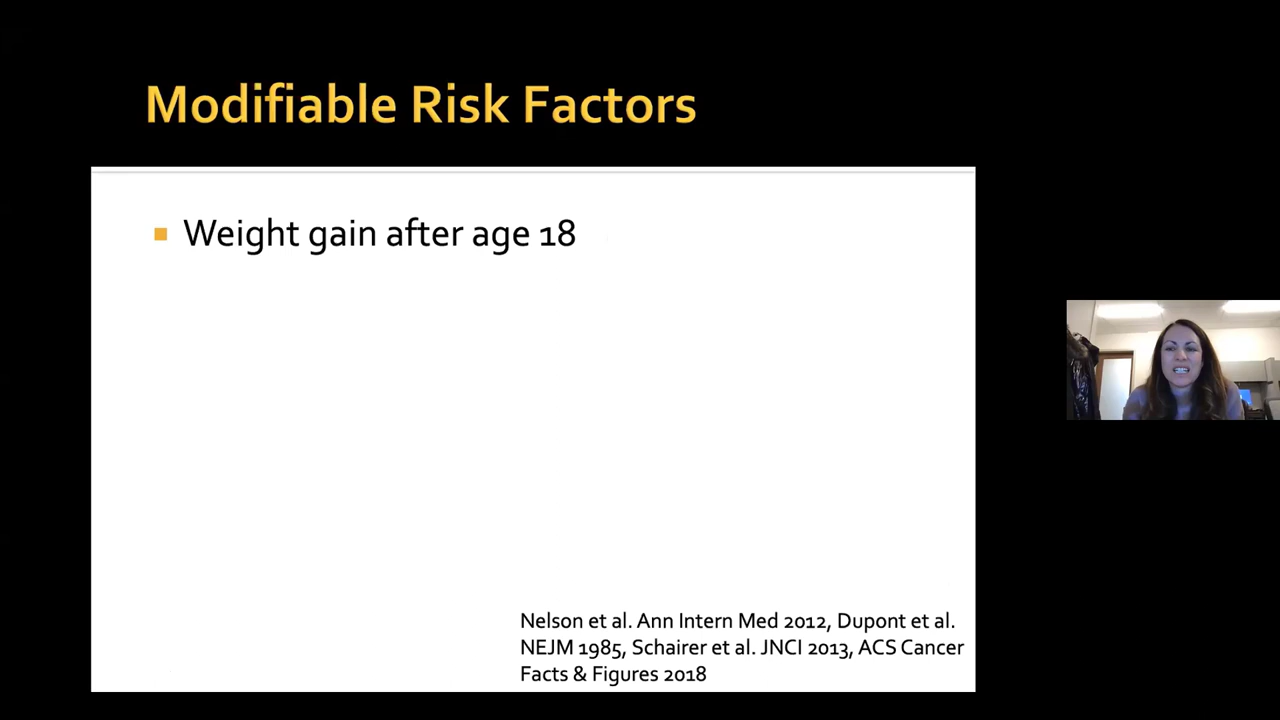 Modifiable Risk Factors
Weight gain after age 18
Nelson et al. Ann Intern Med 2012, Dupont et al.
NEJM 1985, Schairer et al. JNCI 2013, ACS Cancer
Facts & Figures 2018